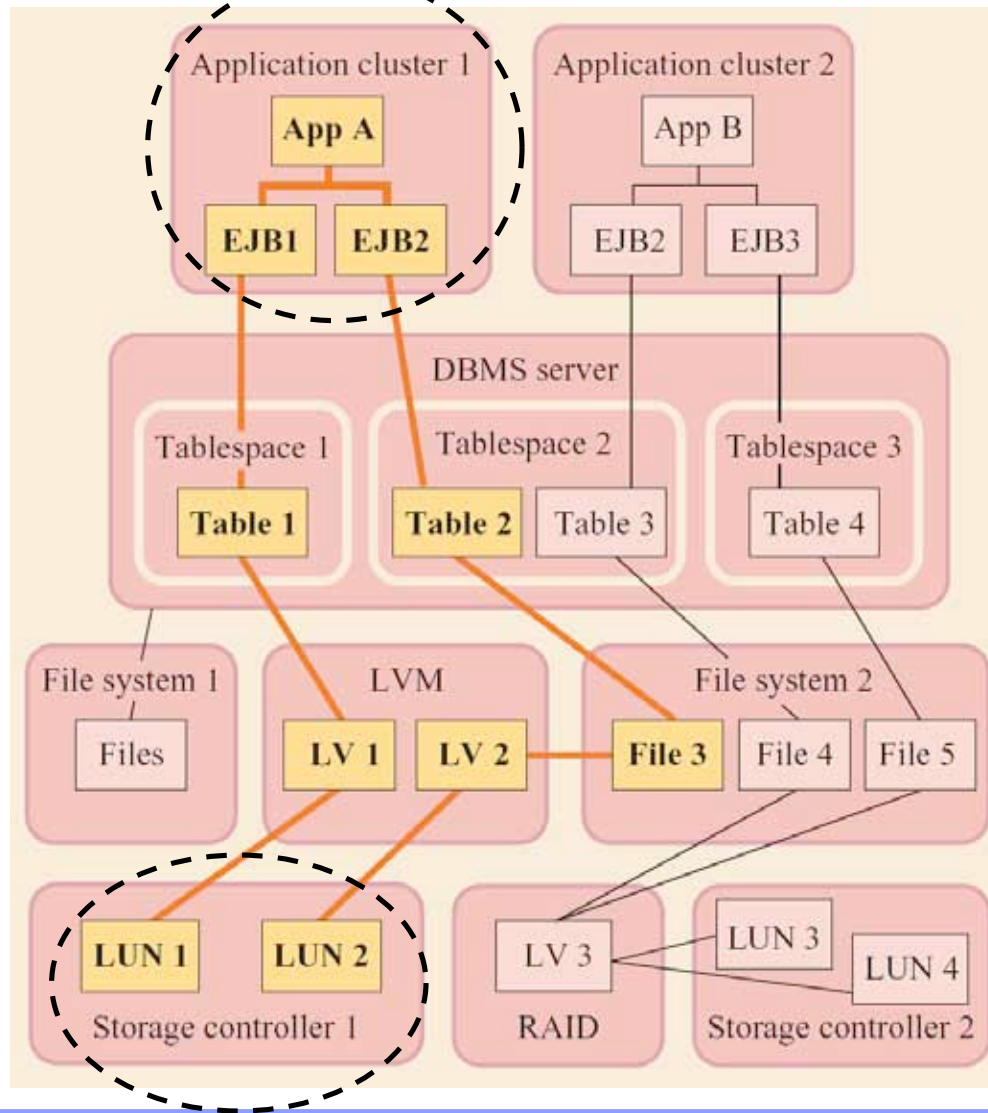 Application cluster 1
Application cluster 2
App A
App B
EJB1
EJB2
EJB2
EJB3
DBMS server
Tablespace 1
Tablespace 2
Tablespace 3
Table 1
Table 2
Table 3
Table 4
File system 1
LVM
File system 2
Files
LV 1
LV 2
File 3
File 4
File 5
LUN 1
LUN 2
LV 3
LUN 3
LUN 4
Storage controller 1
RAID
Storage controller 2